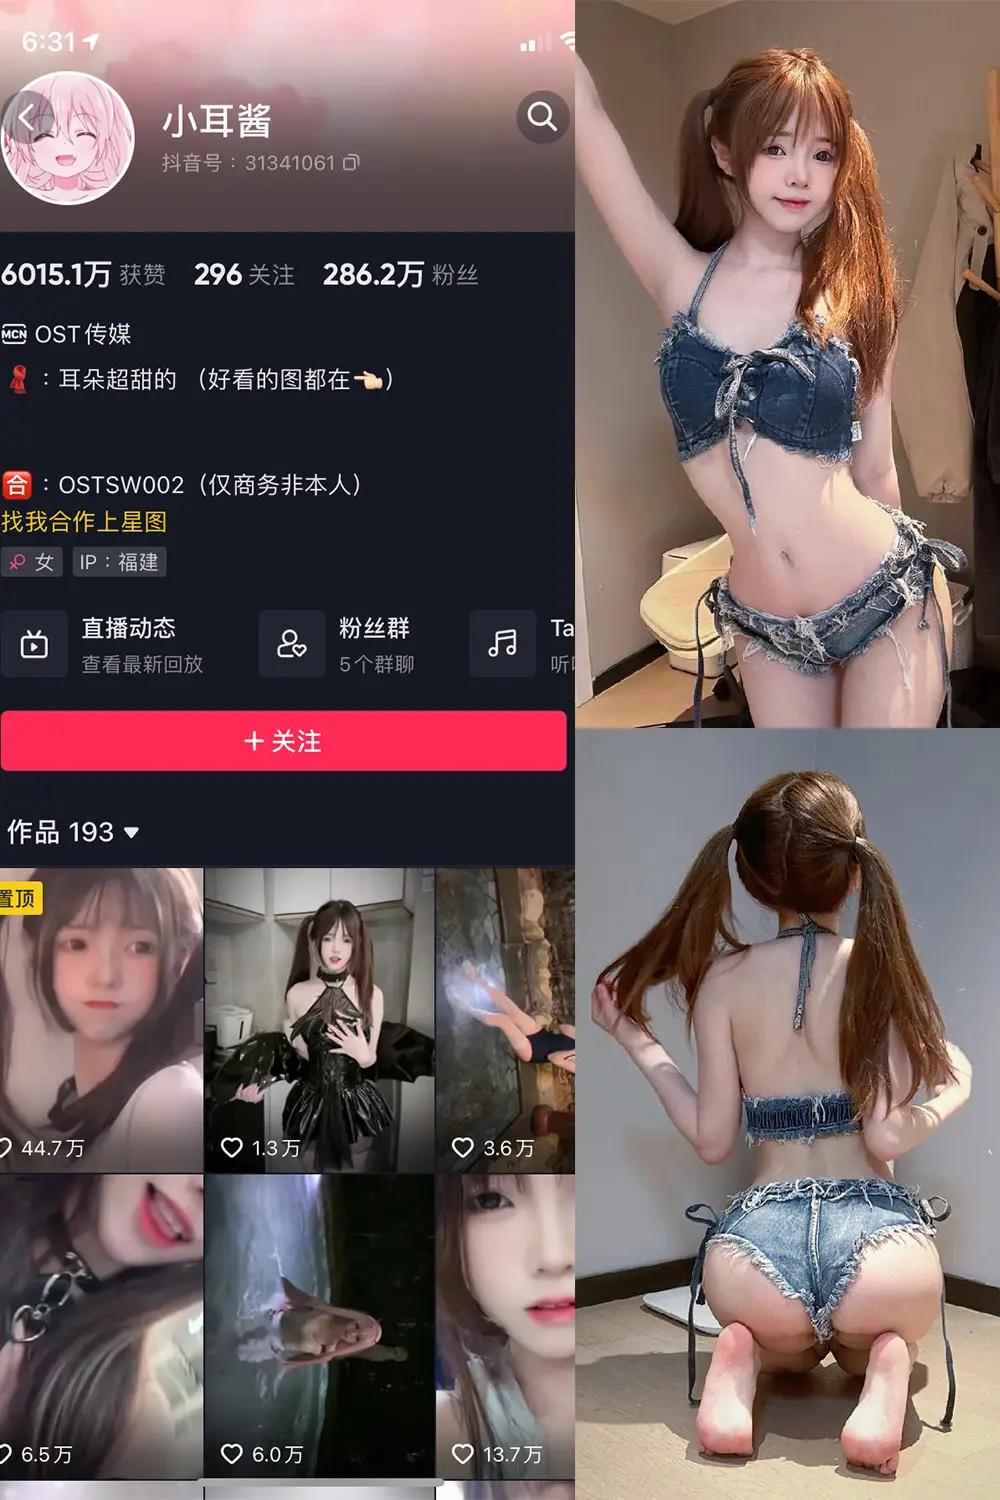 6:31
小耳酱
抖音号：31341061
6015.1万 获赞 296 关注 286.2万 粉丝
MCN OST传媒
：耳朵超甜的 （好看的图都在👈🏻）
合：OSTSW002（仅商务非本人）
找我合作上星图
女 IP：福建
直播动态
查看最新回放
粉丝群
5个群聊
Ta
听
+ 关注
作品 193
置顶
44.7万
1.3万
3.6万
6.5万
6.0万
13.7万